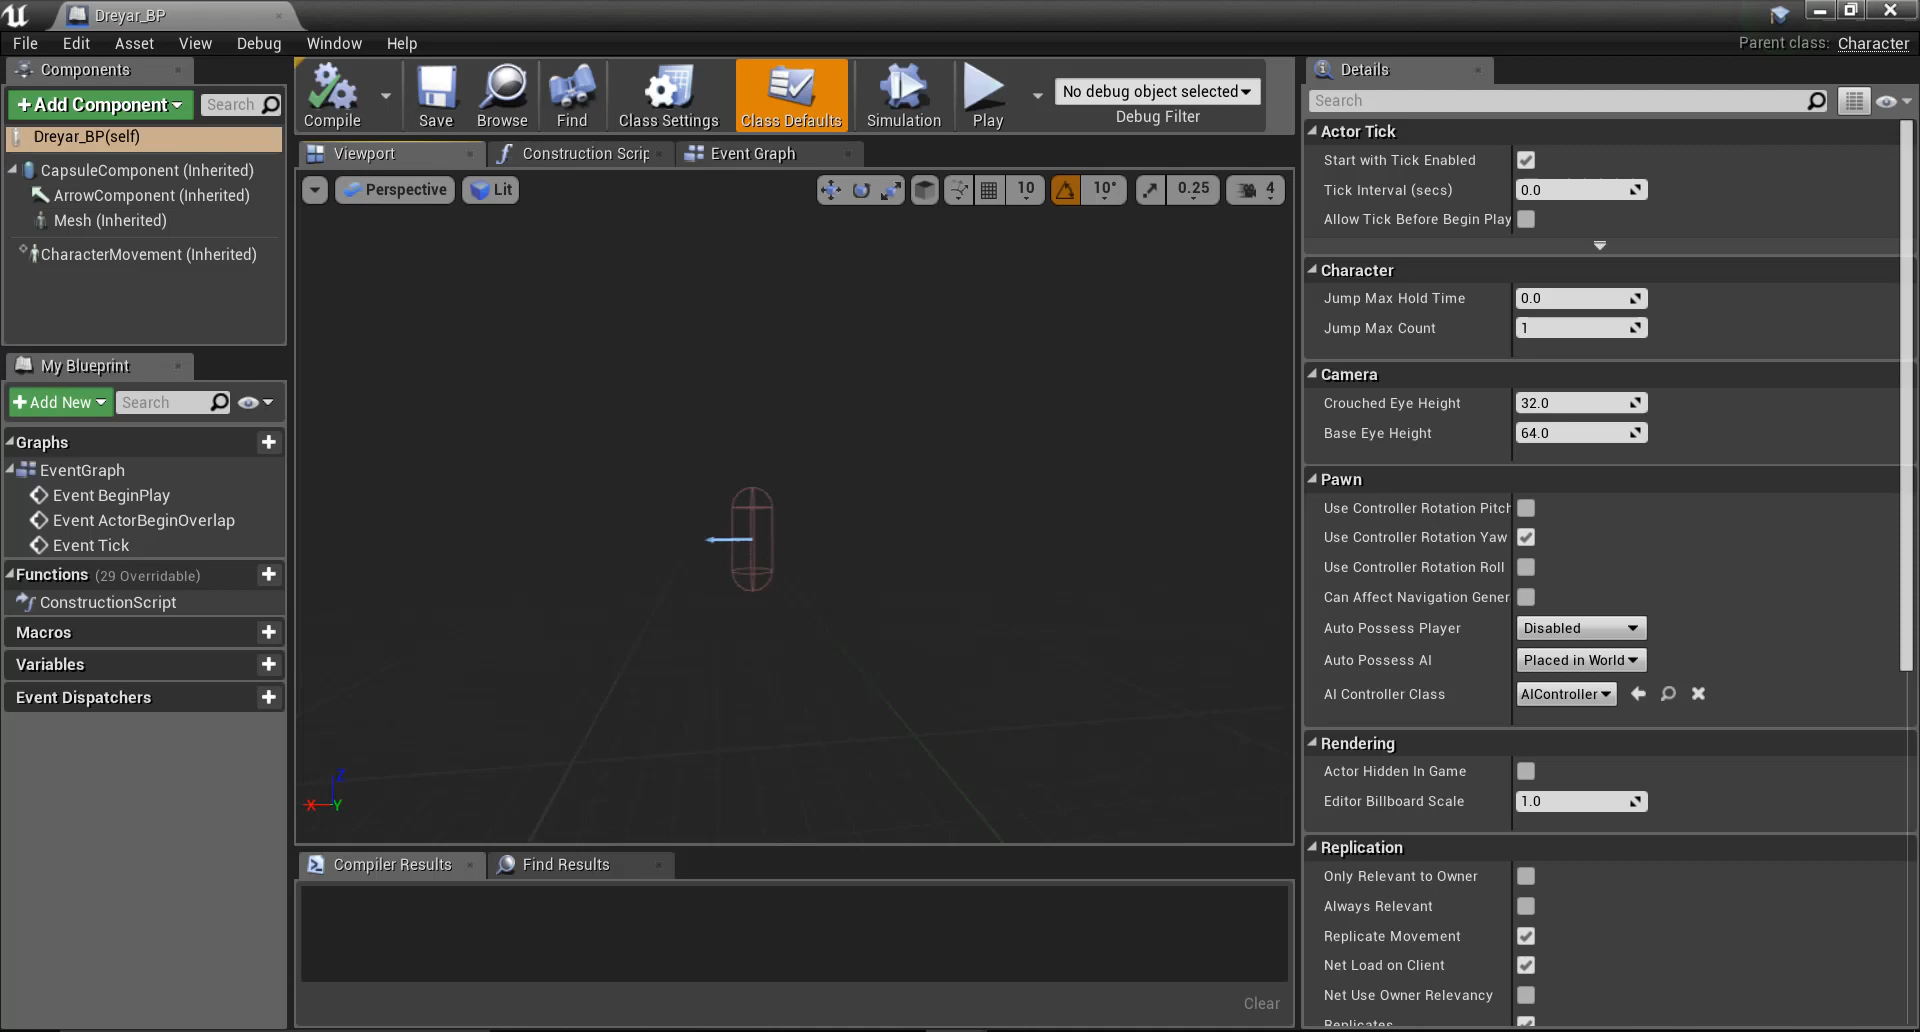 Dreyar_BP
File Edit Asset View Debug Window Help
Parent class: Character
Components
Add Component
Search
Dreyar_BP(self)
CapsuleComponent (Inherited)
ArrowComponent (Inherited)
Mesh (Inherited)
CharacterMovement (Inherited)
My Blueprint
Add New
Search
Graphs
EventGraph
Event BeginPlay
Event ActorBeginOverlap
Event Tick
Functions (29 Overridable)
ConstructionScript
Macros
Variables
Event Dispatchers
Compile
Save
Browse
Find
Class Settings
Class Defaults
Simulation
Play
No debug object selected
Debug Filter
Viewport
Construction Scrip
Event Graph
Perspective
Lit
10
10°
0.25
4
Z
X
Y
Compiler Results
Find Results
Clear
Details
Search
Actor Tick
Start with Tick Enabled
Tick Interval (secs) 0.0
Allow Tick Before Begin Play
Character
Jump Max Hold Time 0.0
Jump Max Count 1
Camera
Crouched Eye Height 32.0
Base Eye Height 64.0
Pawn
Use Controller Rotation Pitch
Use Controller Rotation Yaw
Use Controller Rotation Roll
Can Affect Navigation Gener
Auto Possess Player Disabled
Auto Possess AI Placed in World
AI Controller Class AIController
Rendering
Actor Hidden In Game
Editor Billboard Scale 1.0
Replication
Only Relevant to Owner
Always Relevant
Replicate Movement
Net Load on Client
Net Use Owner Relevancy
Replicates